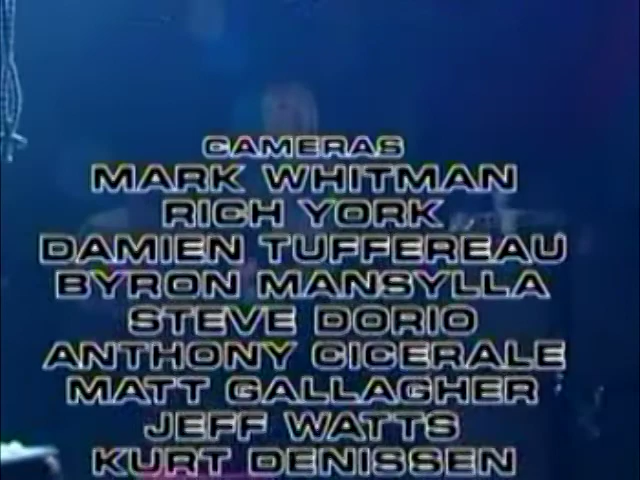 CAMERAS
MARK WHITMAN
RICH YORK
DAMIEN TUFFEREAU
BYRON MANSYLLA
STEVE DORIO
ANTHONY CICERALE
MATT GALLAGHER
JEFF WATTS
KURT DENISSEN